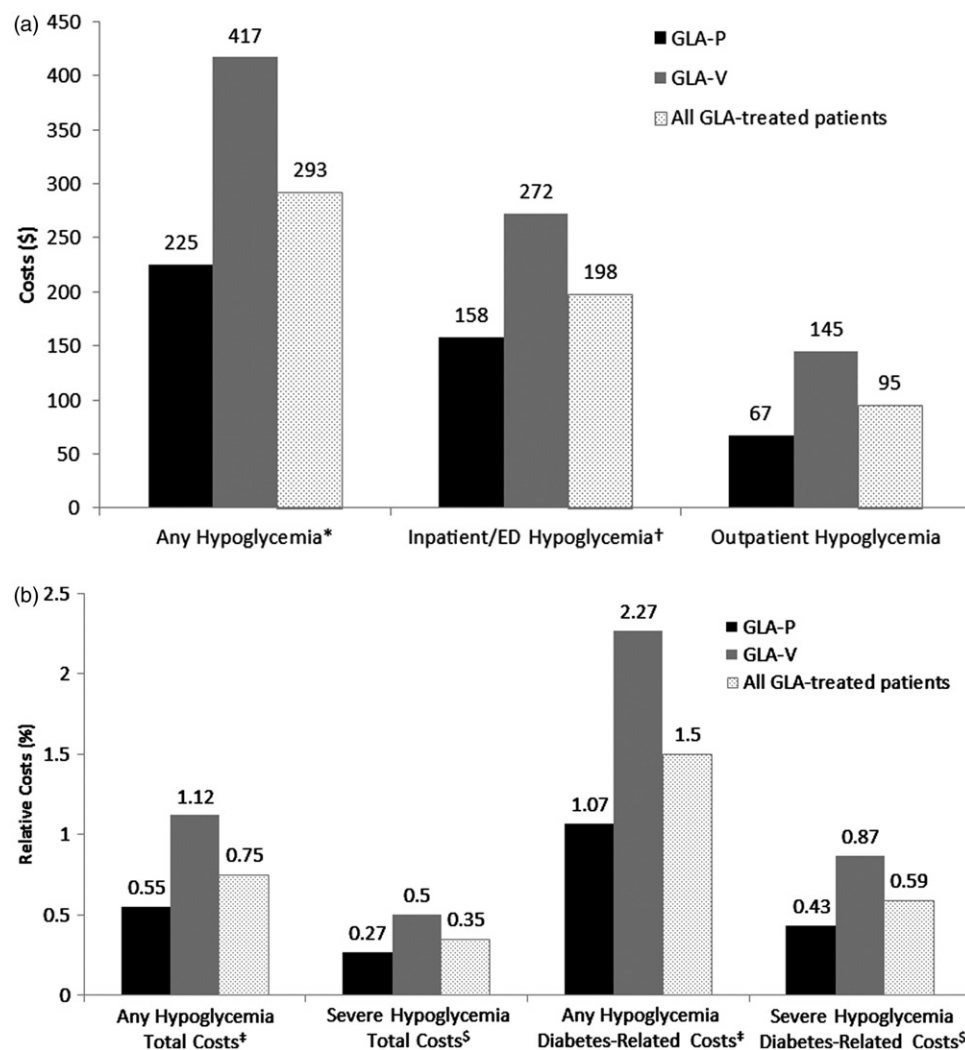 (a)
450
400
350
300
250
200
150
100
50
0
Costs ($)
GLA-P
GLA-V
All GLA-treated patients
225
417
293
158
272
198
67
145
95
Any Hypoglycemia*
Inpatient/ED Hypoglycemia†
Outpatient Hypoglycemia
(b)
2.5
2
1.5
1
0.5
0
Relative Costs (%)
GLA-P
GLA-V
All GLA-treated patients
0.55
1.12
0.75
0.27
0.5
0.35
1.07
2.27
1.5
0.43
0.87
0.59
Any Hypoglycemia
Total Costs‡
Severe Hypoglycemia
Total Costs$
Any Hypoglycemia
Diabetes-Related Costs‡
Severe Hypoglycemia
Diabetes-Related Costs$